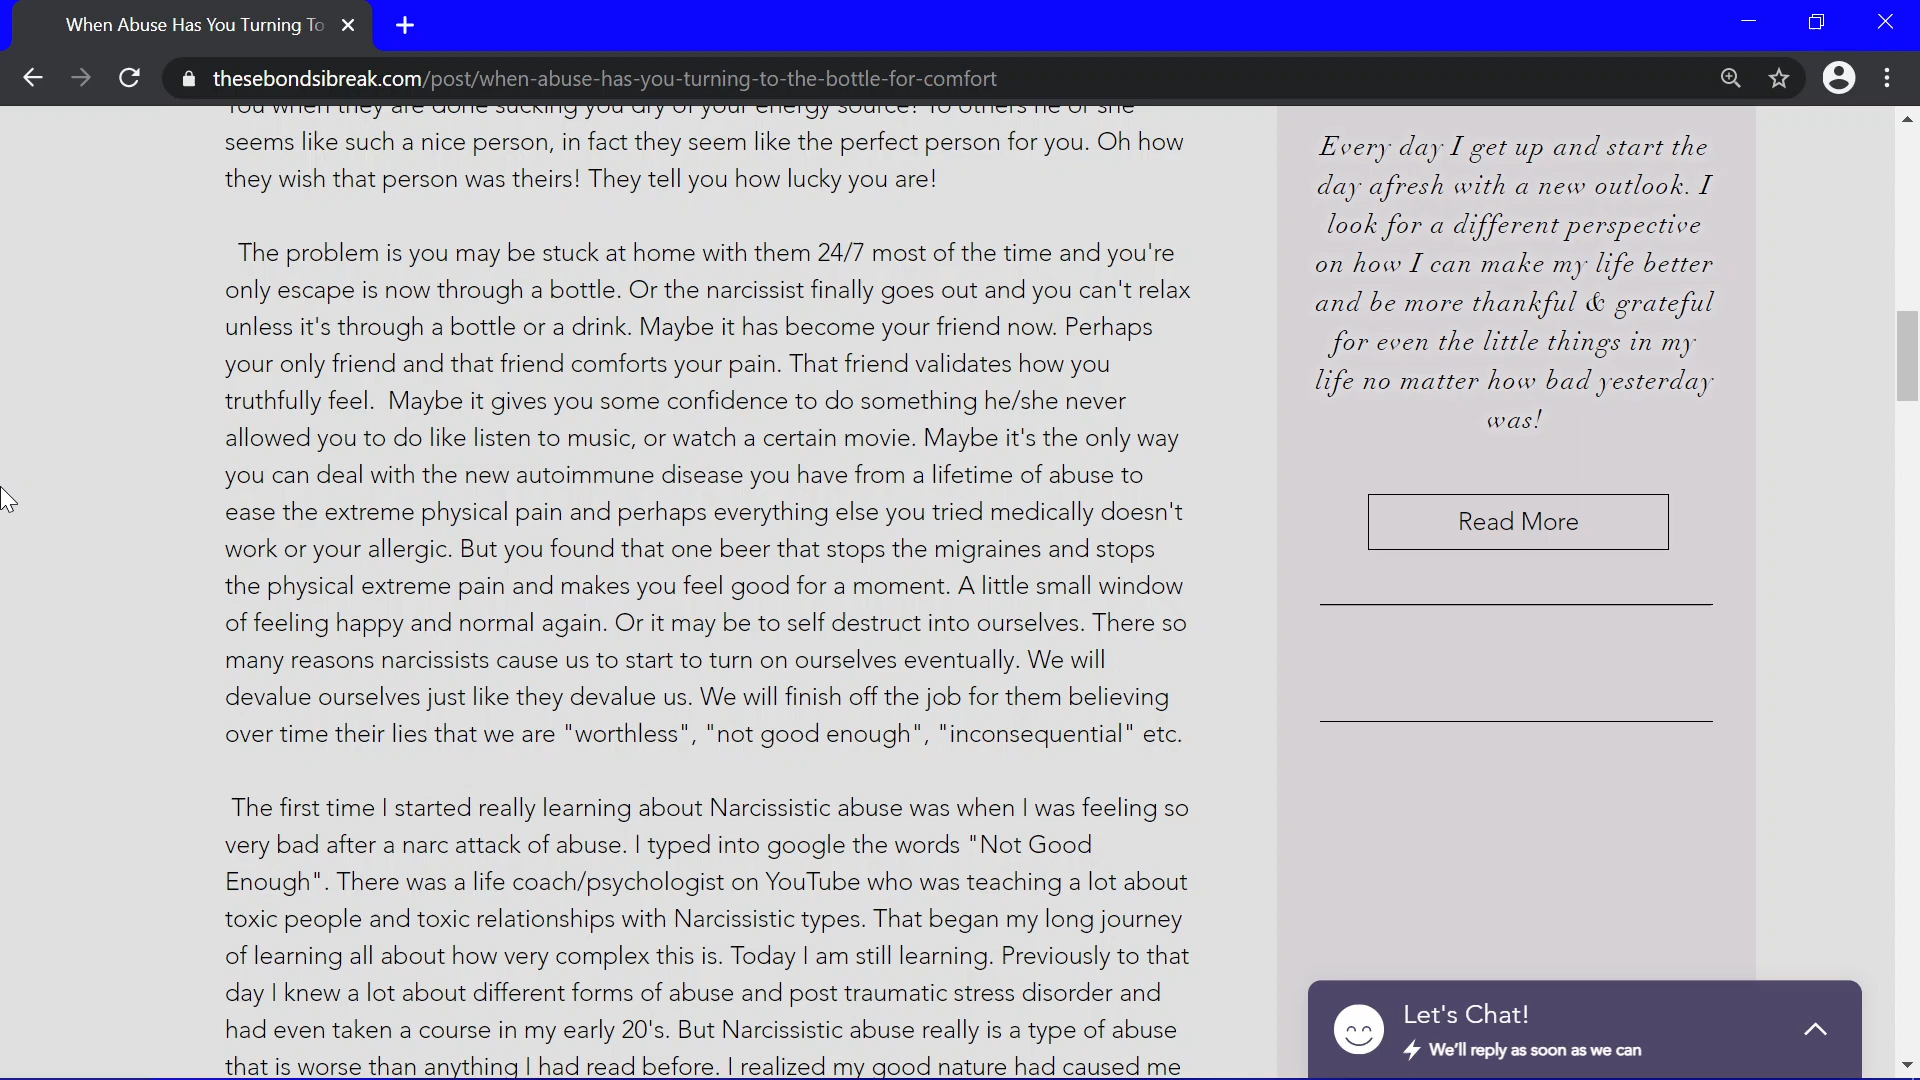 When Abuse Has You Turning To
thesebondsibreak.com/post/when-abuse-has-you-turning-to-the-bottle-for-comfort
You when they are done sucking you dry of your energy source! To others he or she
seems like such a nice person, in fact they seem like the perfect person for you. Oh how
they wish that person was theirs! They tell you how lucky you are!
The problem is you may be stuck at home with them 24/7 most of the time and you're
only escape is now through a bottle. Or the narcissist finally goes out and you can't relax
unless it's through a bottle or a drink. Maybe it has become your friend now. Perhaps
your only friend and that friend comforts your pain. That friend validates how you
truthfully feel.  Maybe it gives you some confidence to do something he/she never
allowed you to do like listen to music, or watch a certain movie. Maybe it's the only way
you can deal with the new autoimmune disease you have from a lifetime of abuse to
ease the extreme physical pain and perhaps everything else you tried medically doesn't
work or your allergic. But you found that one beer that stops the migraines and stops
the physical extreme pain and makes you feel good for a moment. A little small window
of feeling happy and normal again. Or it may be to self destruct into ourselves. There so
many reasons narcissists cause us to start to turn on ourselves eventually. We will
devalue ourselves just like they devalue us. We will finish off the job for them believing
over time their lies that we are "worthless", "not good enough", "inconsequential" etc.
The first time I started really learning about Narcissistic abuse was when I was feeling so
very bad after a narc attack of abuse. I typed into google the words "Not Good
Enough". There was a life coach/psychologist on YouTube who was teaching a lot about
toxic people and toxic relationships with Narcissistic types. That began my long journey
of learning all about how very complex this is. Today I am still learning. Previously to that
day I knew a lot about different forms of abuse and post traumatic stress disorder and
had even taken a course in my early 20's. But Narcissistic abuse really is a type of abuse
that is worse than anything I had read before. I realized my good nature had caused me
Every day I get up and start the
day afresh with a new outlook. I
look for a different perspective
on how I can make my life better
and be more thankful & grateful
for even the little things in my
life no matter how bad yesterday
was!
Read More
Let's Chat!
We'll reply as soon as we can